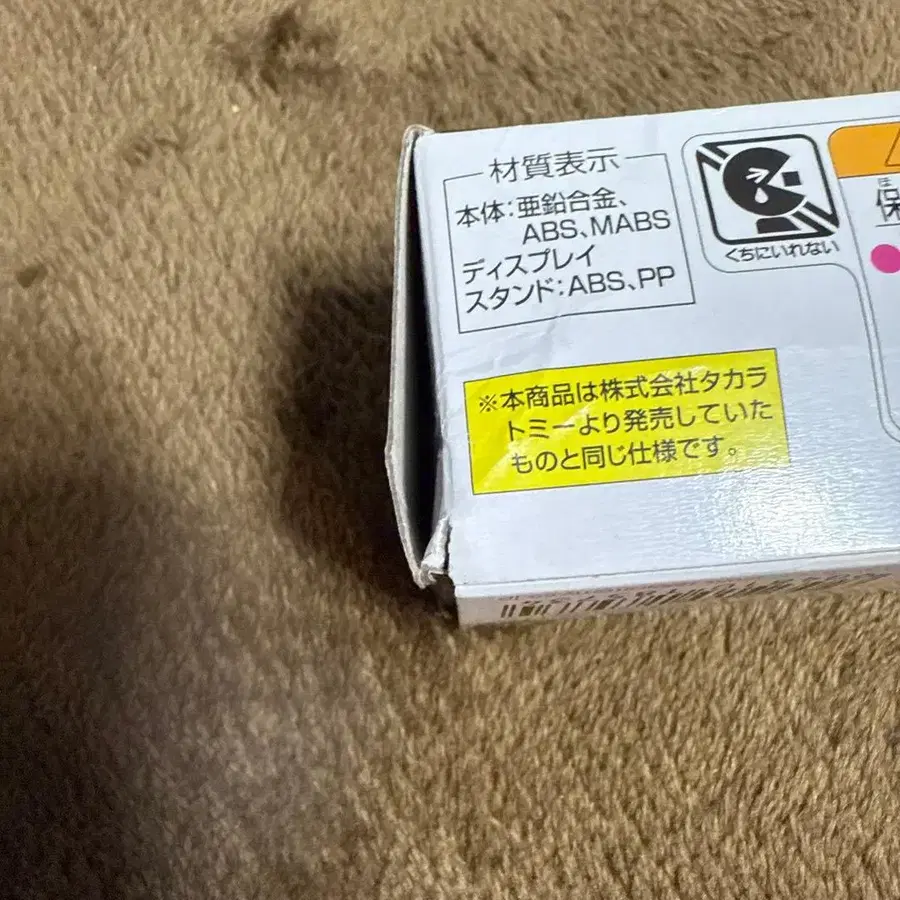 材質表示
本体:亜鉛合金、
ABS、MABS
ディスプレイ
スタンド:ABS、PP
くちにいれない
ほ
保
※本商品は株式会社タカラ
トミーより発売していた
ものと同じ仕様です。